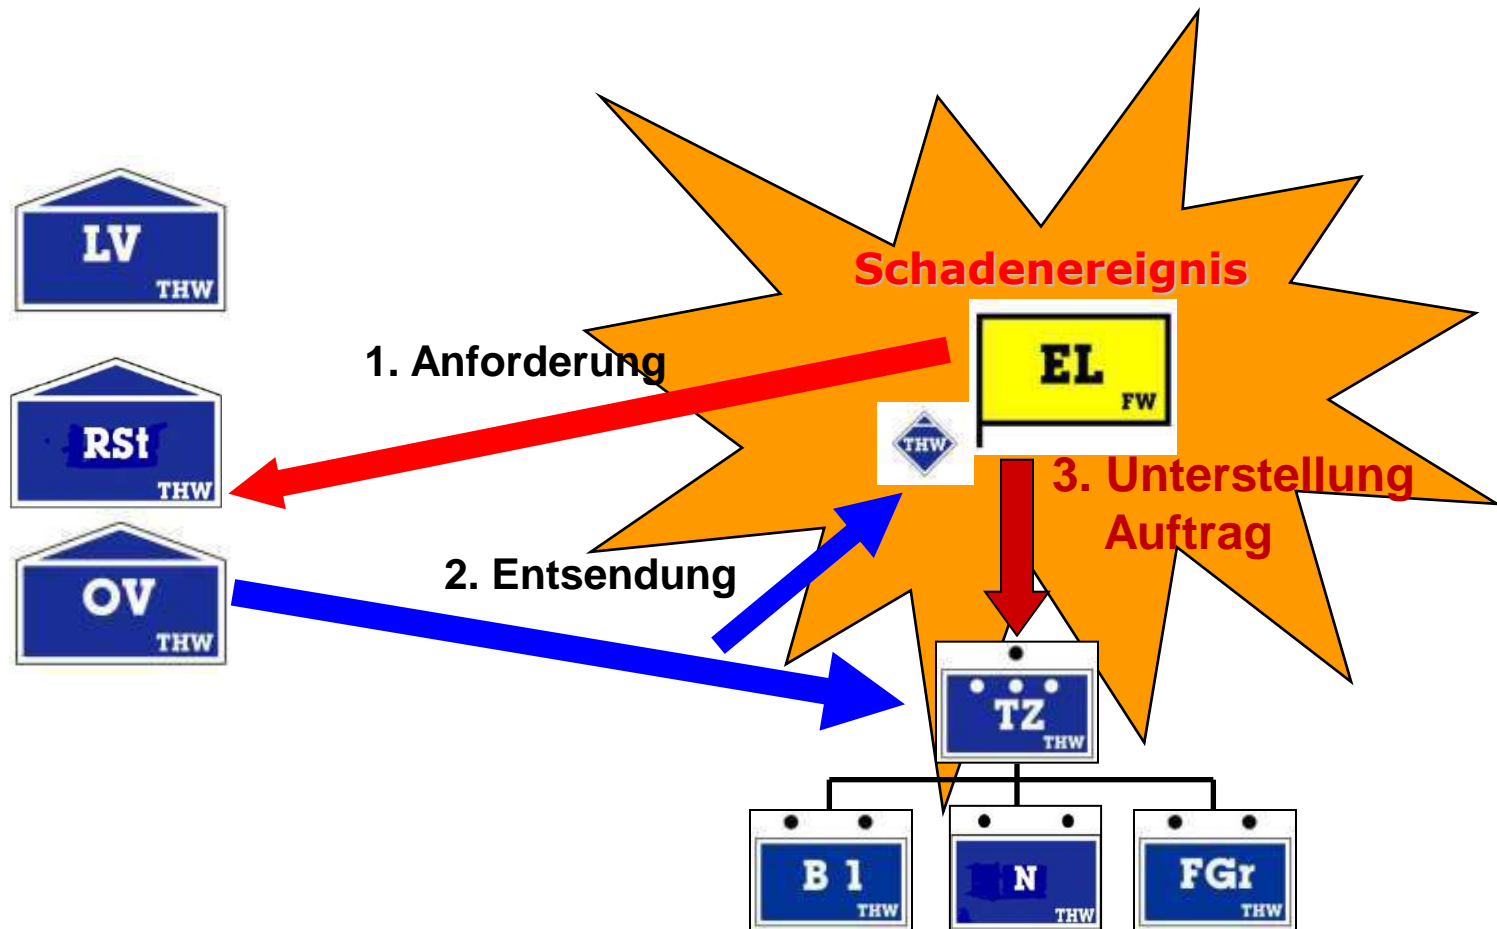 LV
THW
RSt
THW
OV
THW
1. Anforderung
2. Entsendung
Schadenereignis
EL
FW
THW
3. Unterstellung
Auftrag
TZ
THW
B 1
THW
N
THW
FGr
THW